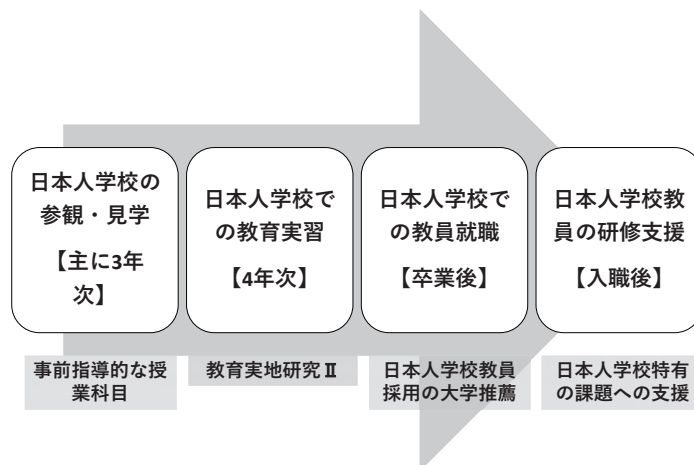 日本人学校の
参観・見学
【主に3年
次】
日本人学校で
の教育実習
【4年次】
日本人学校で
の教員就職
【卒業後】
日本人学校教
員の研修支援
【入職後】
事前指導的な授
業科目
教育実地研究Ⅱ
日本人学校教員
採用の大学推薦
日本人学校特有
の課題への支援